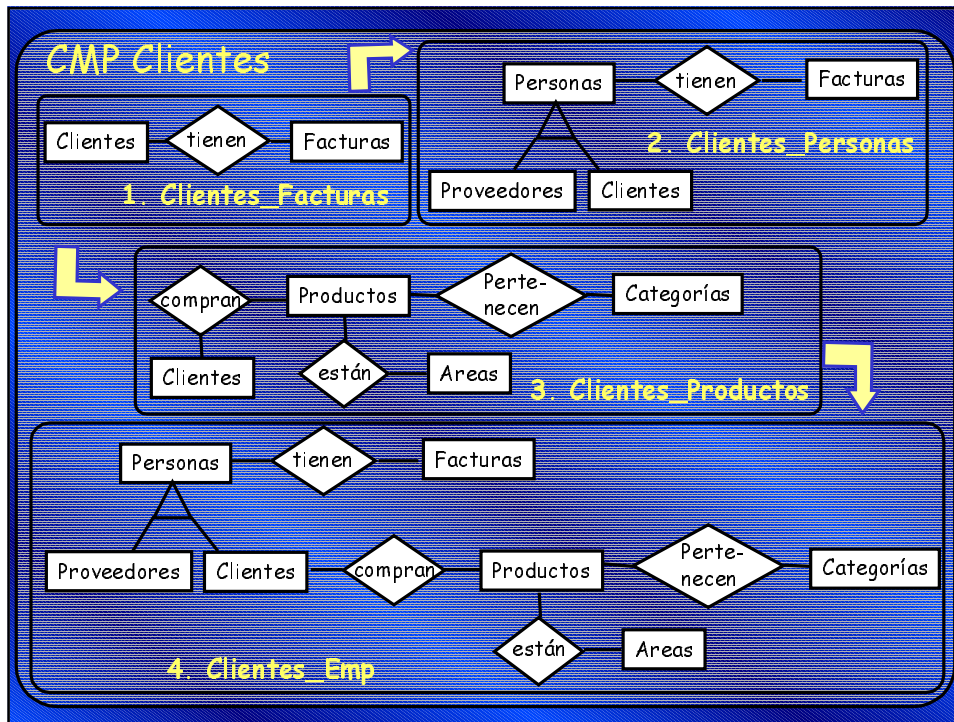 CMP Clientes
Clientes
tienen
Facturas
1. Clientes_Facturas
Personas
tienen
Facturas
2. Clientes_Personas
Proveedores
Clientes
compran
Productos
Perte-
necen
Categorías
Clientes
están
Areas
3. Clientes_Productos
Personas
tienen
Facturas
Proveedores
Clientes
compran
Productos
Perte-
necen
Categorías
están
Areas
4. Clientes_Emp